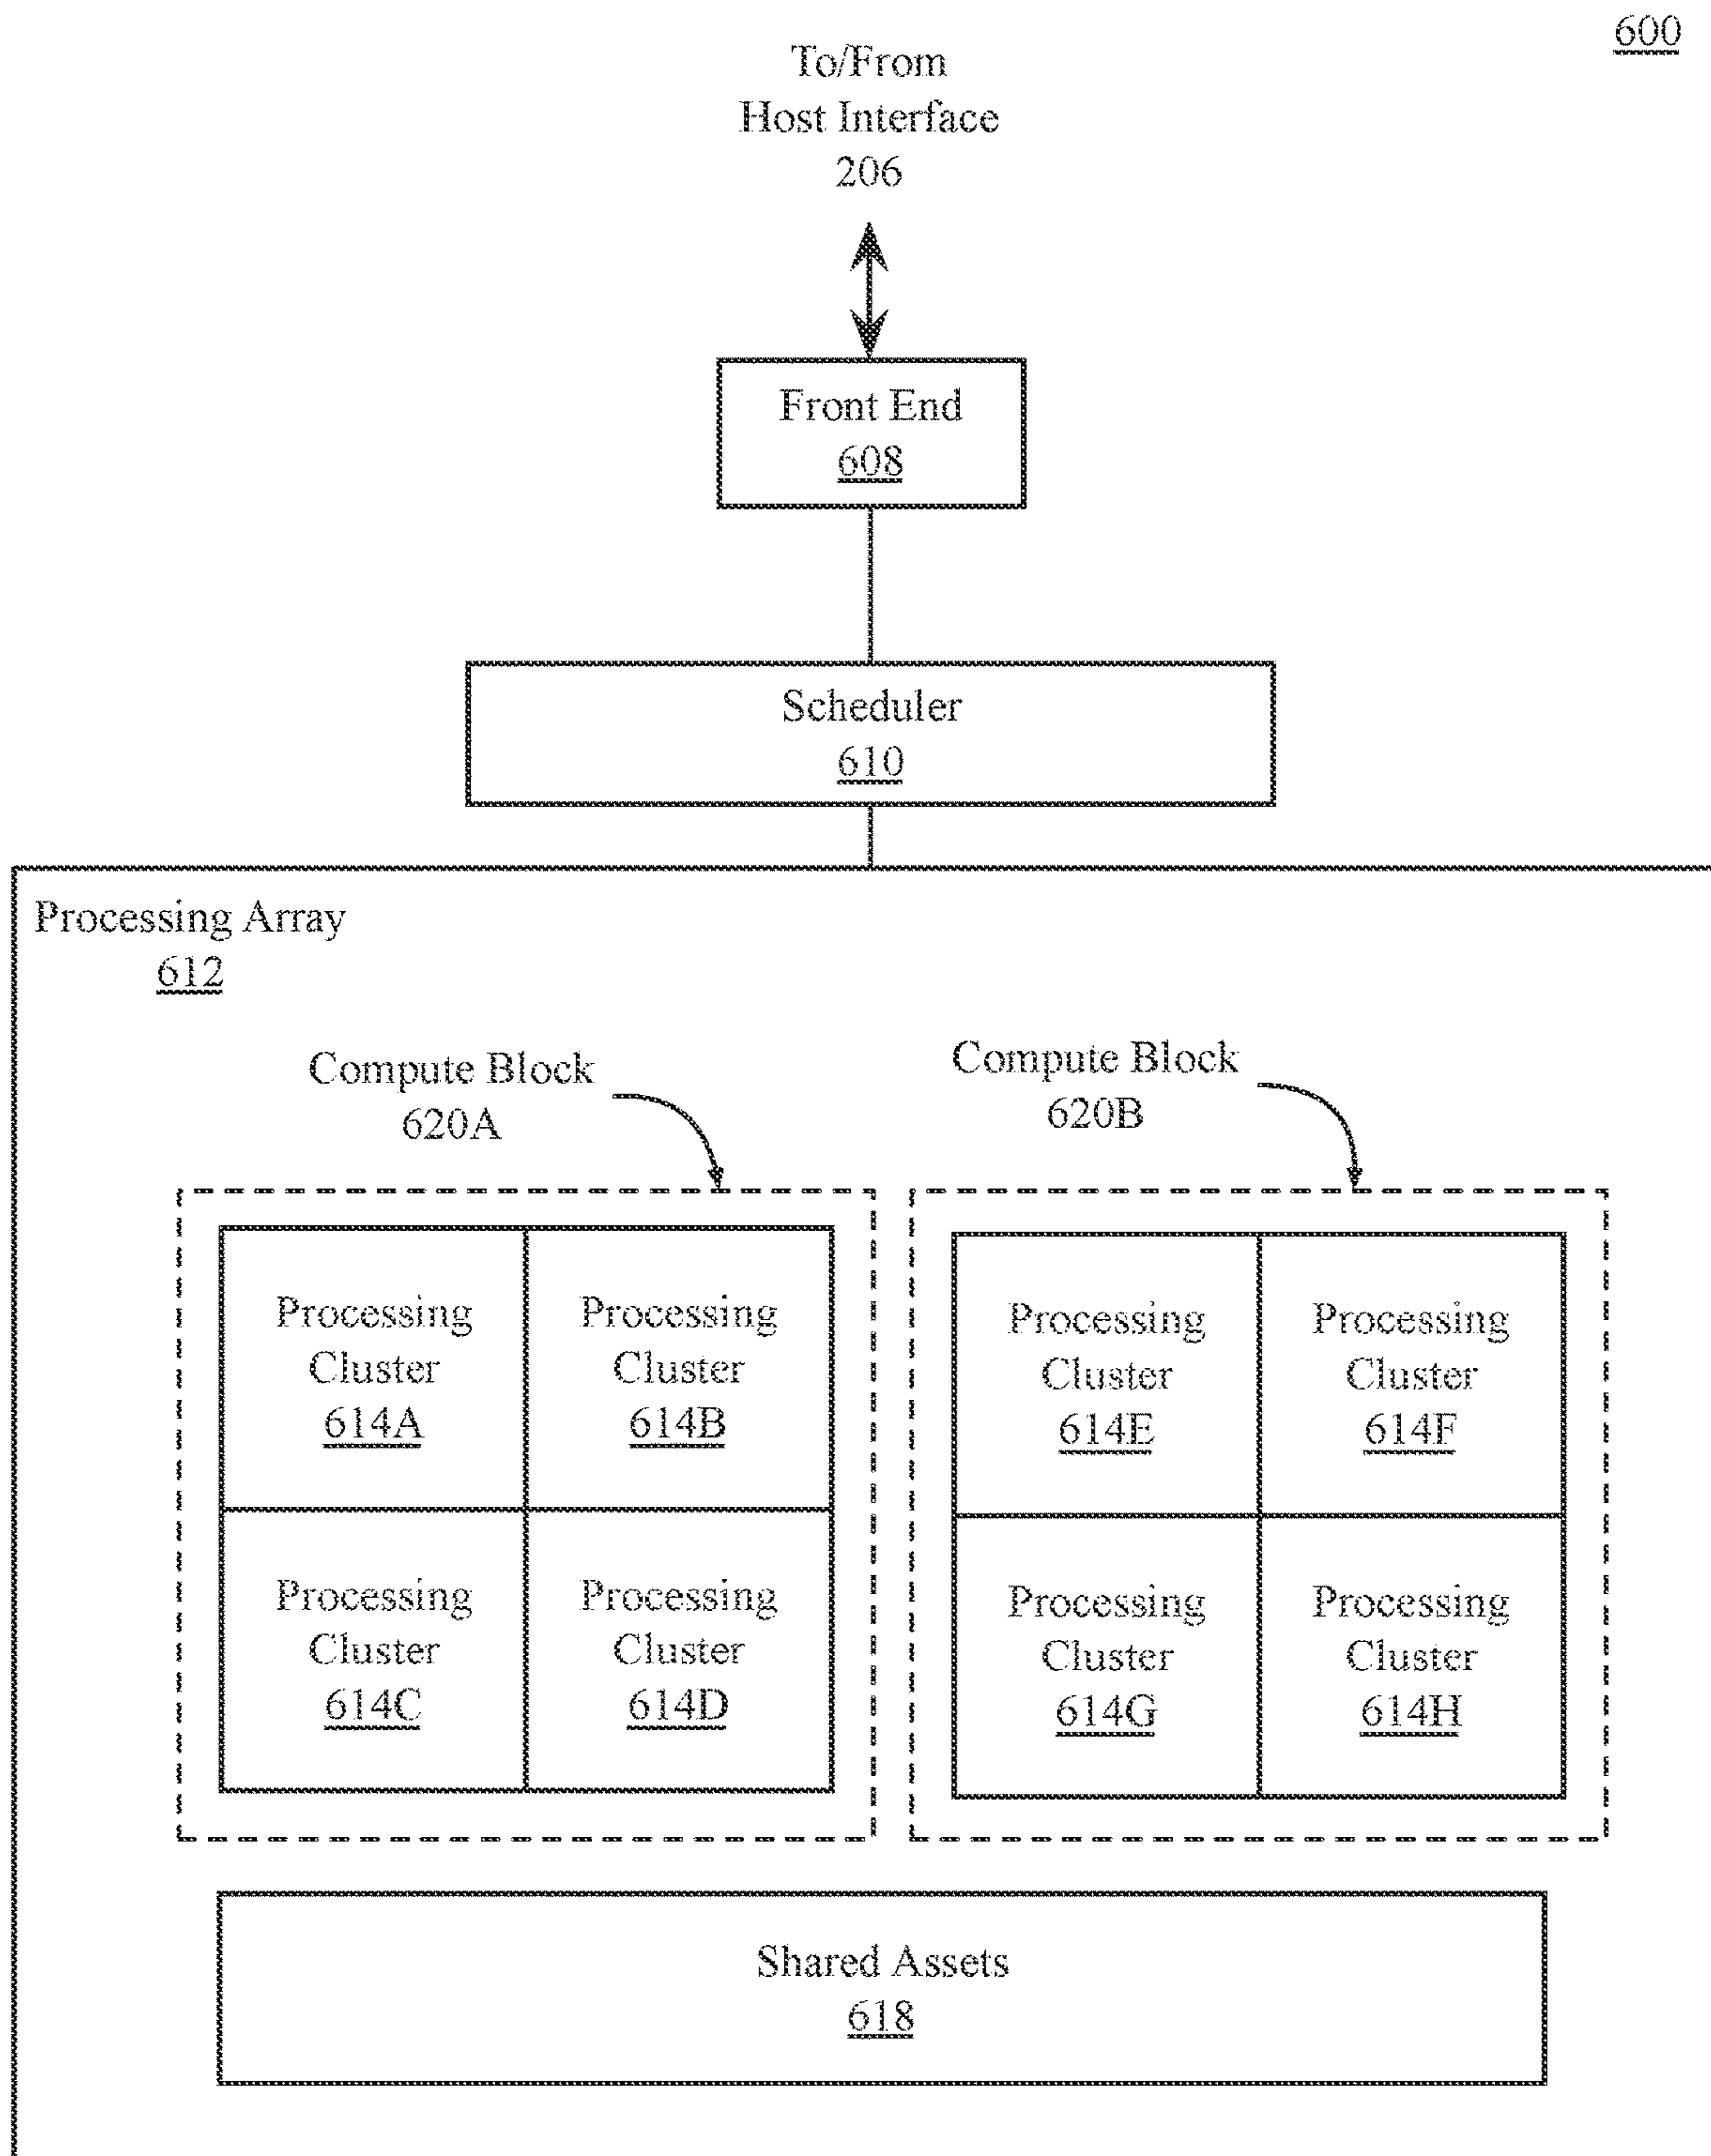 600
To/From
Host Interface
206
Front End
608
Scheduler
610
Processing Array
612
Compute Block
620A
Compute Block
620B
Processing
Cluster
614A
Processing
Cluster
614B
Processing
Cluster
614C
Processing
Cluster
614D
Processing
Cluster
614E
Processing
Cluster
614F
Processing
Cluster
614G
Processing
Cluster
614H
Shared Assets
618